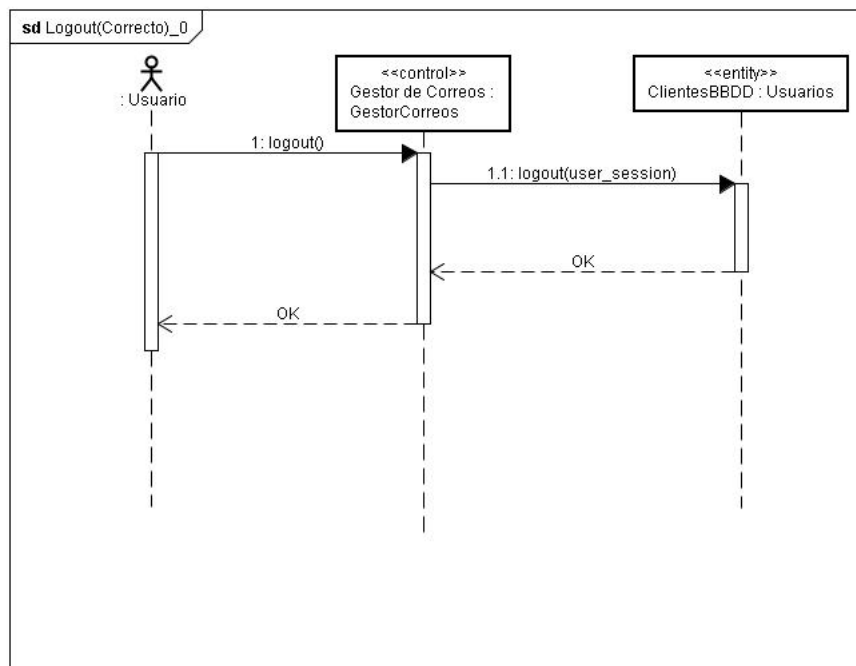 sd Logout(Correcto)_0
: Usuario
<<control>>
Gestor de Correos :
GestorCorreos
<<entity>>
ClientesBBDD : Usuarios
1: logout()
1.1: logout(user_session)
OK
OK